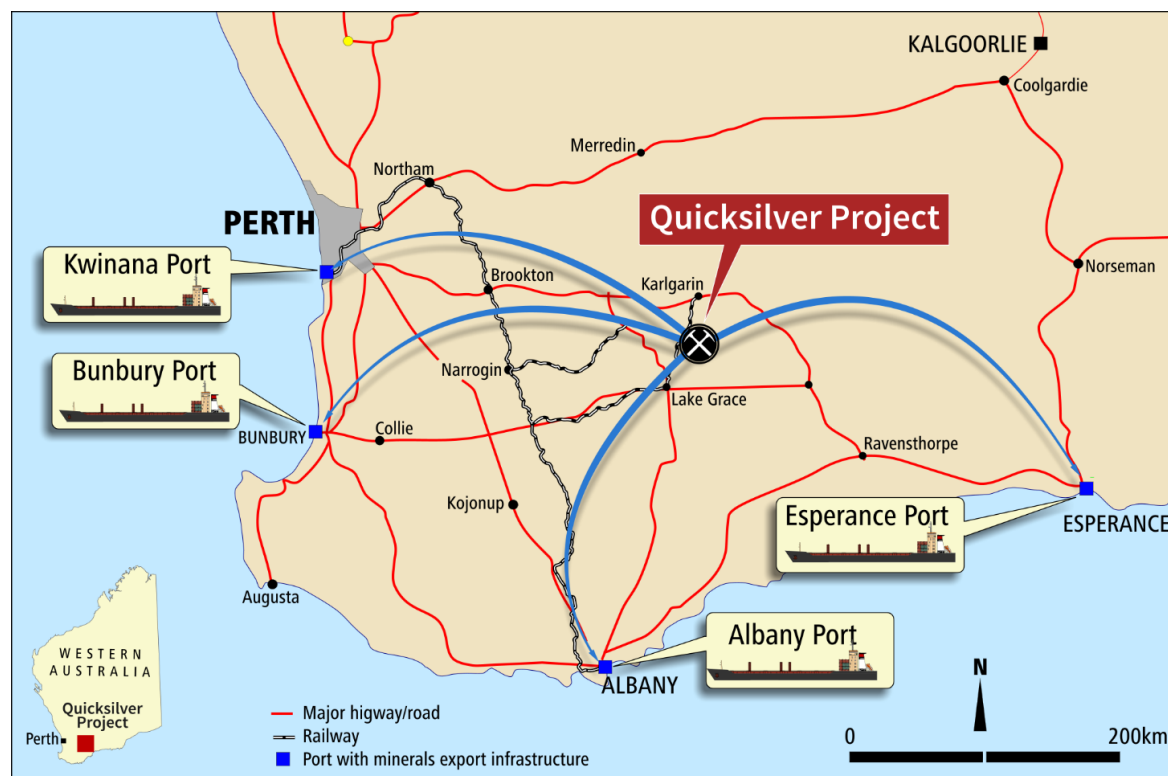 KALGOORLIE
Coolgardie
Merredin
Northam
Quicksilver Project
PERTH
Kwinana Port
Norseman
Brookton
Karlgarin
Bunbury Port
Narrogin
Lake Grace
BUNBURY
Collie
Ravensthorpe
Kojonup
Esperance Port
ESPERANCE
Augusta
Albany Port
ALBANY
WESTERN
AUSTRALIA
Quicksilver
Project
Perth
Major higway/road
Railway
Port with minerals export infrastructure
N
0 200km